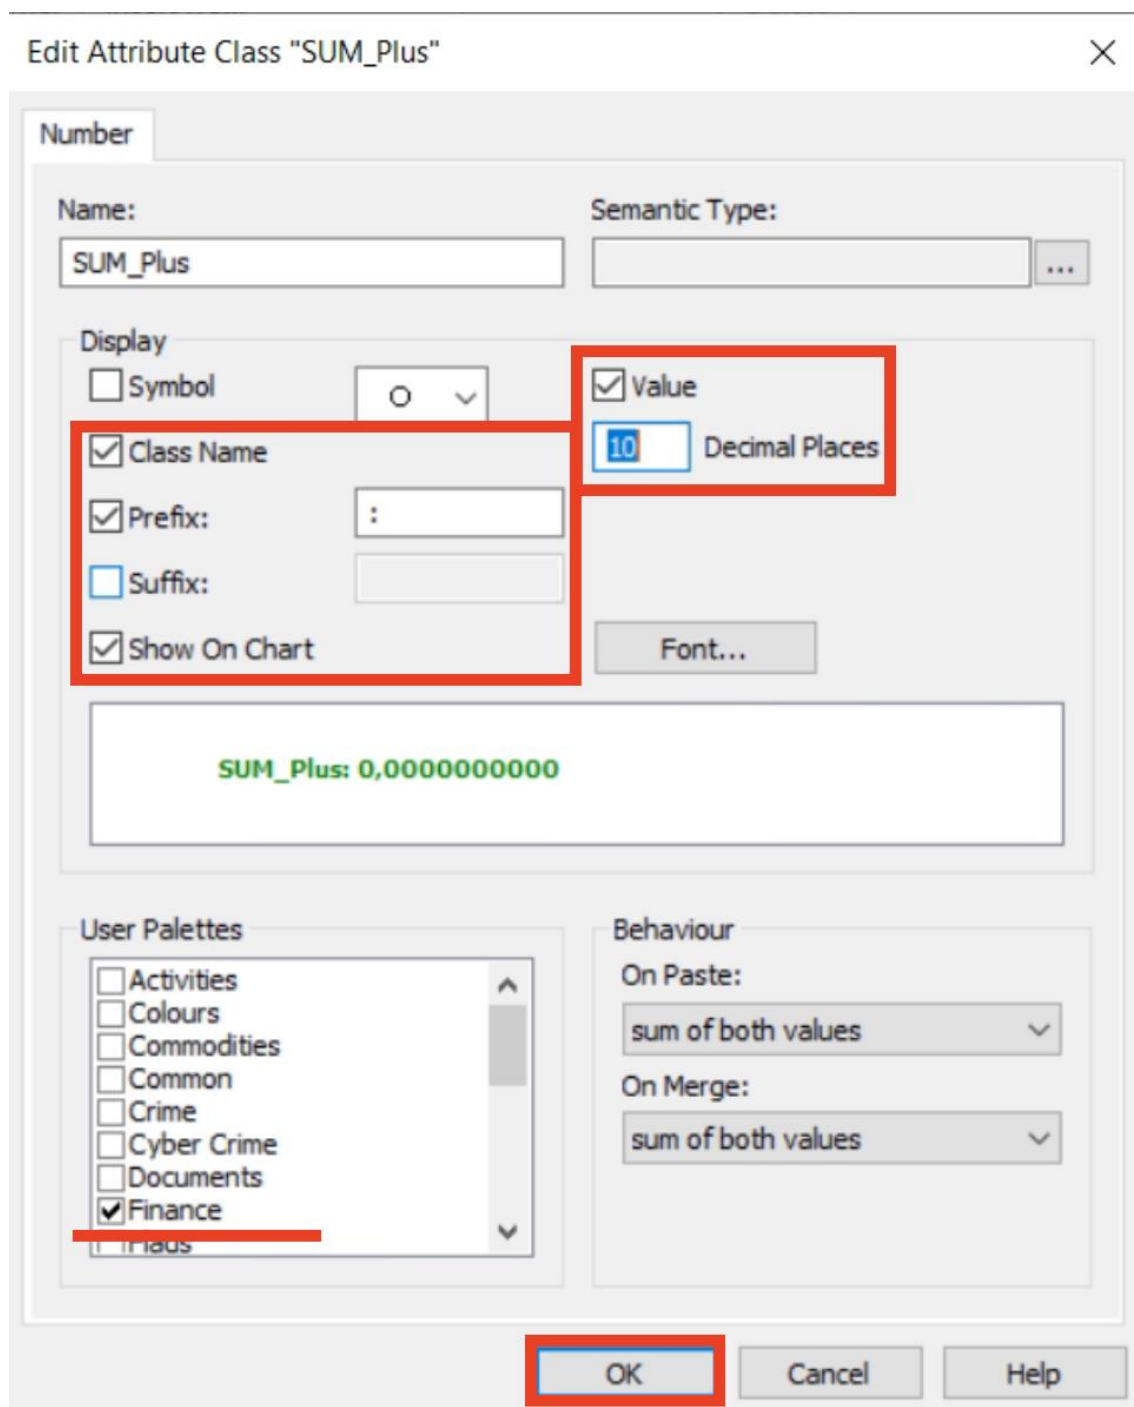 Edit Attribute Class "SUM_Plus"
Number
Name:
Semantic Type:
SUM_Plus
...
Display
Symbol
Value
10 Decimal Places
Class Name
Prefix: :
Suffix:
Show On Chart
Font...
SUM_Plus: 0,0000000000
User Palettes
Activities
Colours
Commodities
Common
Crime
Cyber Crime
Documents
Finance
Behaviour
On Paste:
sum of both values
On Merge:
sum of both values
OK
Cancel
Help